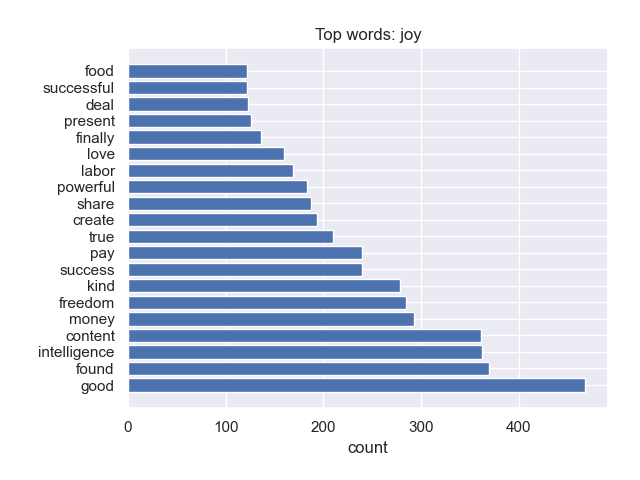 Top words: joy
food
successful
deal
present
finally
love
labor
powerful
share
create
true
pay
success
kind
freedom
money
content
intelligence
found
good
0 100 200 300 400
count